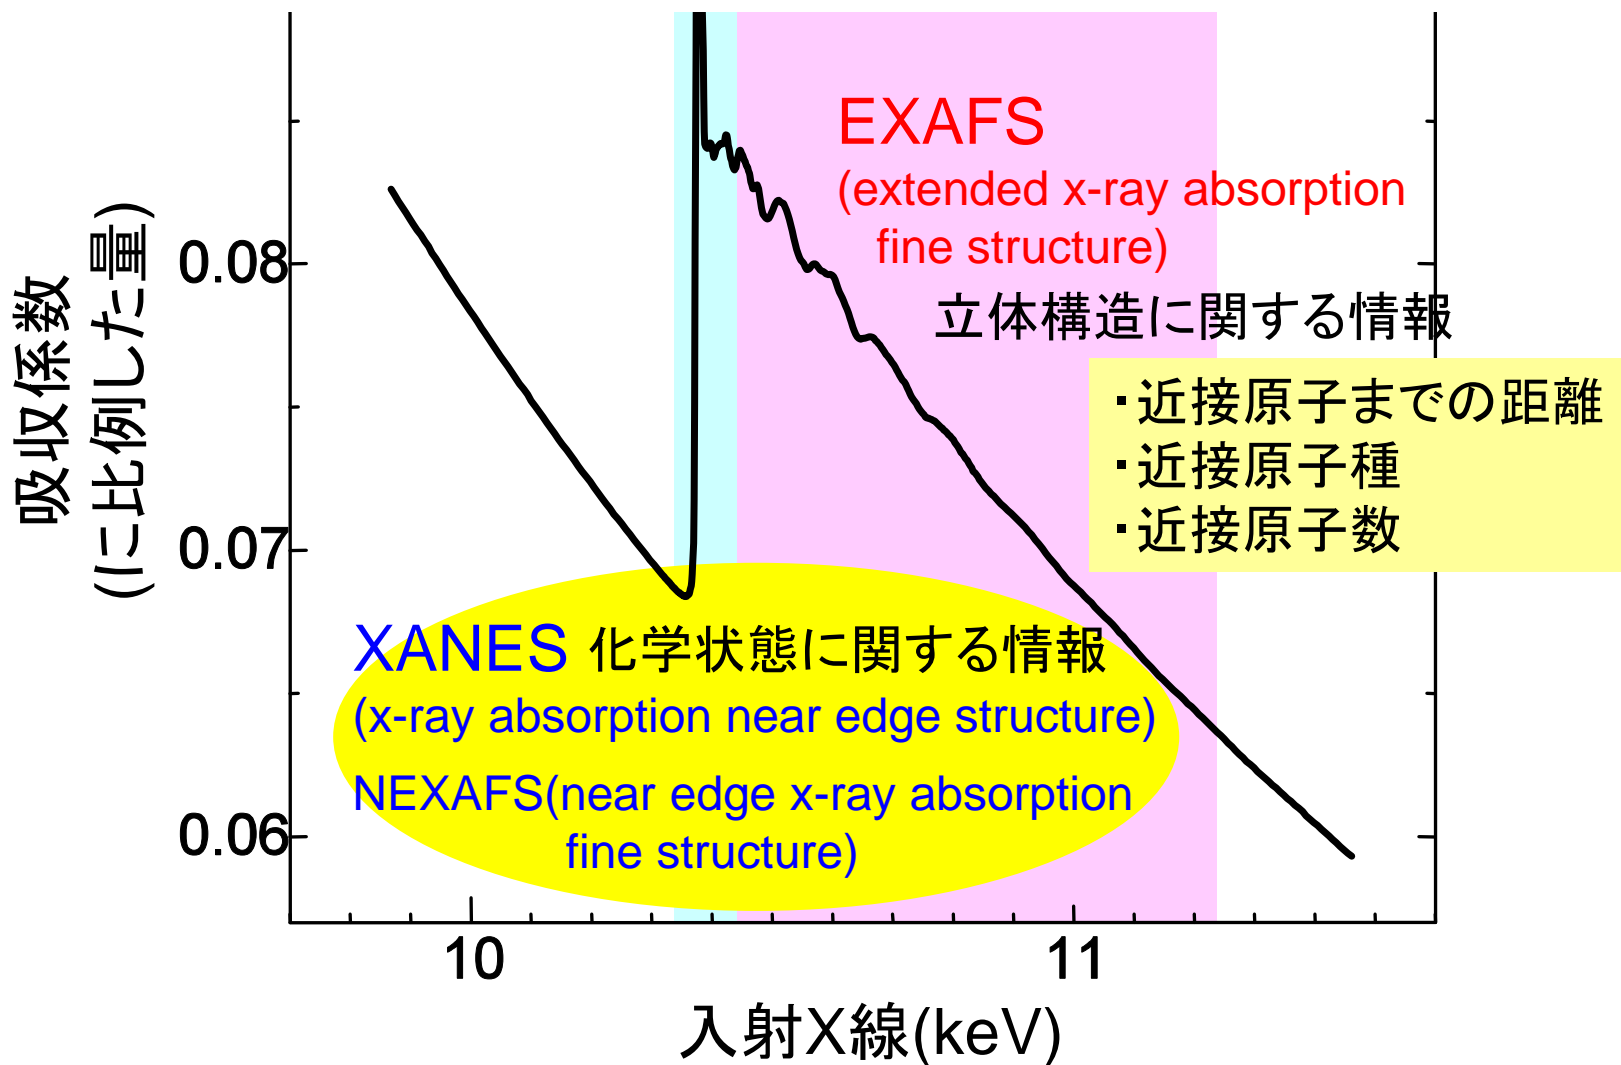 EXAFS
(extended x-ray absorption
fine structure)
立体構造に関する情報
・近接原子までの距離
・近接原子種
・近接原子数
吸収係数
(に比例した量)
0.08
0.07
0.06
XANES 化学状態に関する情報
(x-ray absorption near edge structure)
NEXAFS(near edge x-ray absorption
fine structure)
10
11
入射X線(keV)